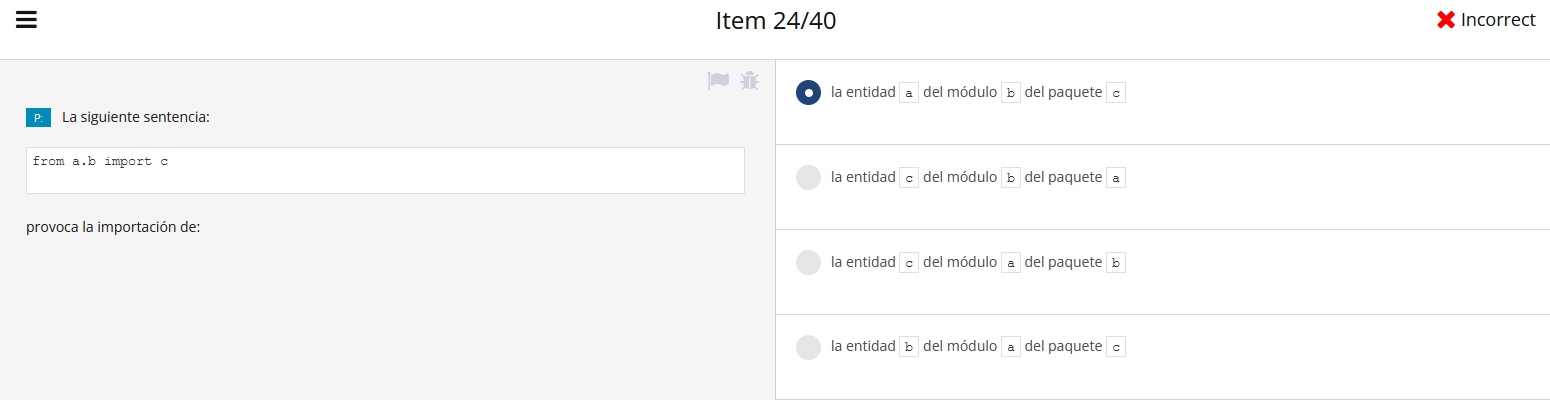 Item 24/40
Incorrect
P: La siguiente sentencia:
from a.b import c
provoca la importación de:
la entidad a del módulo b del paquete c
la entidad c del módulo b del paquete a
la entidad c del módulo a del paquete b
la entidad b del módulo a del paquete c